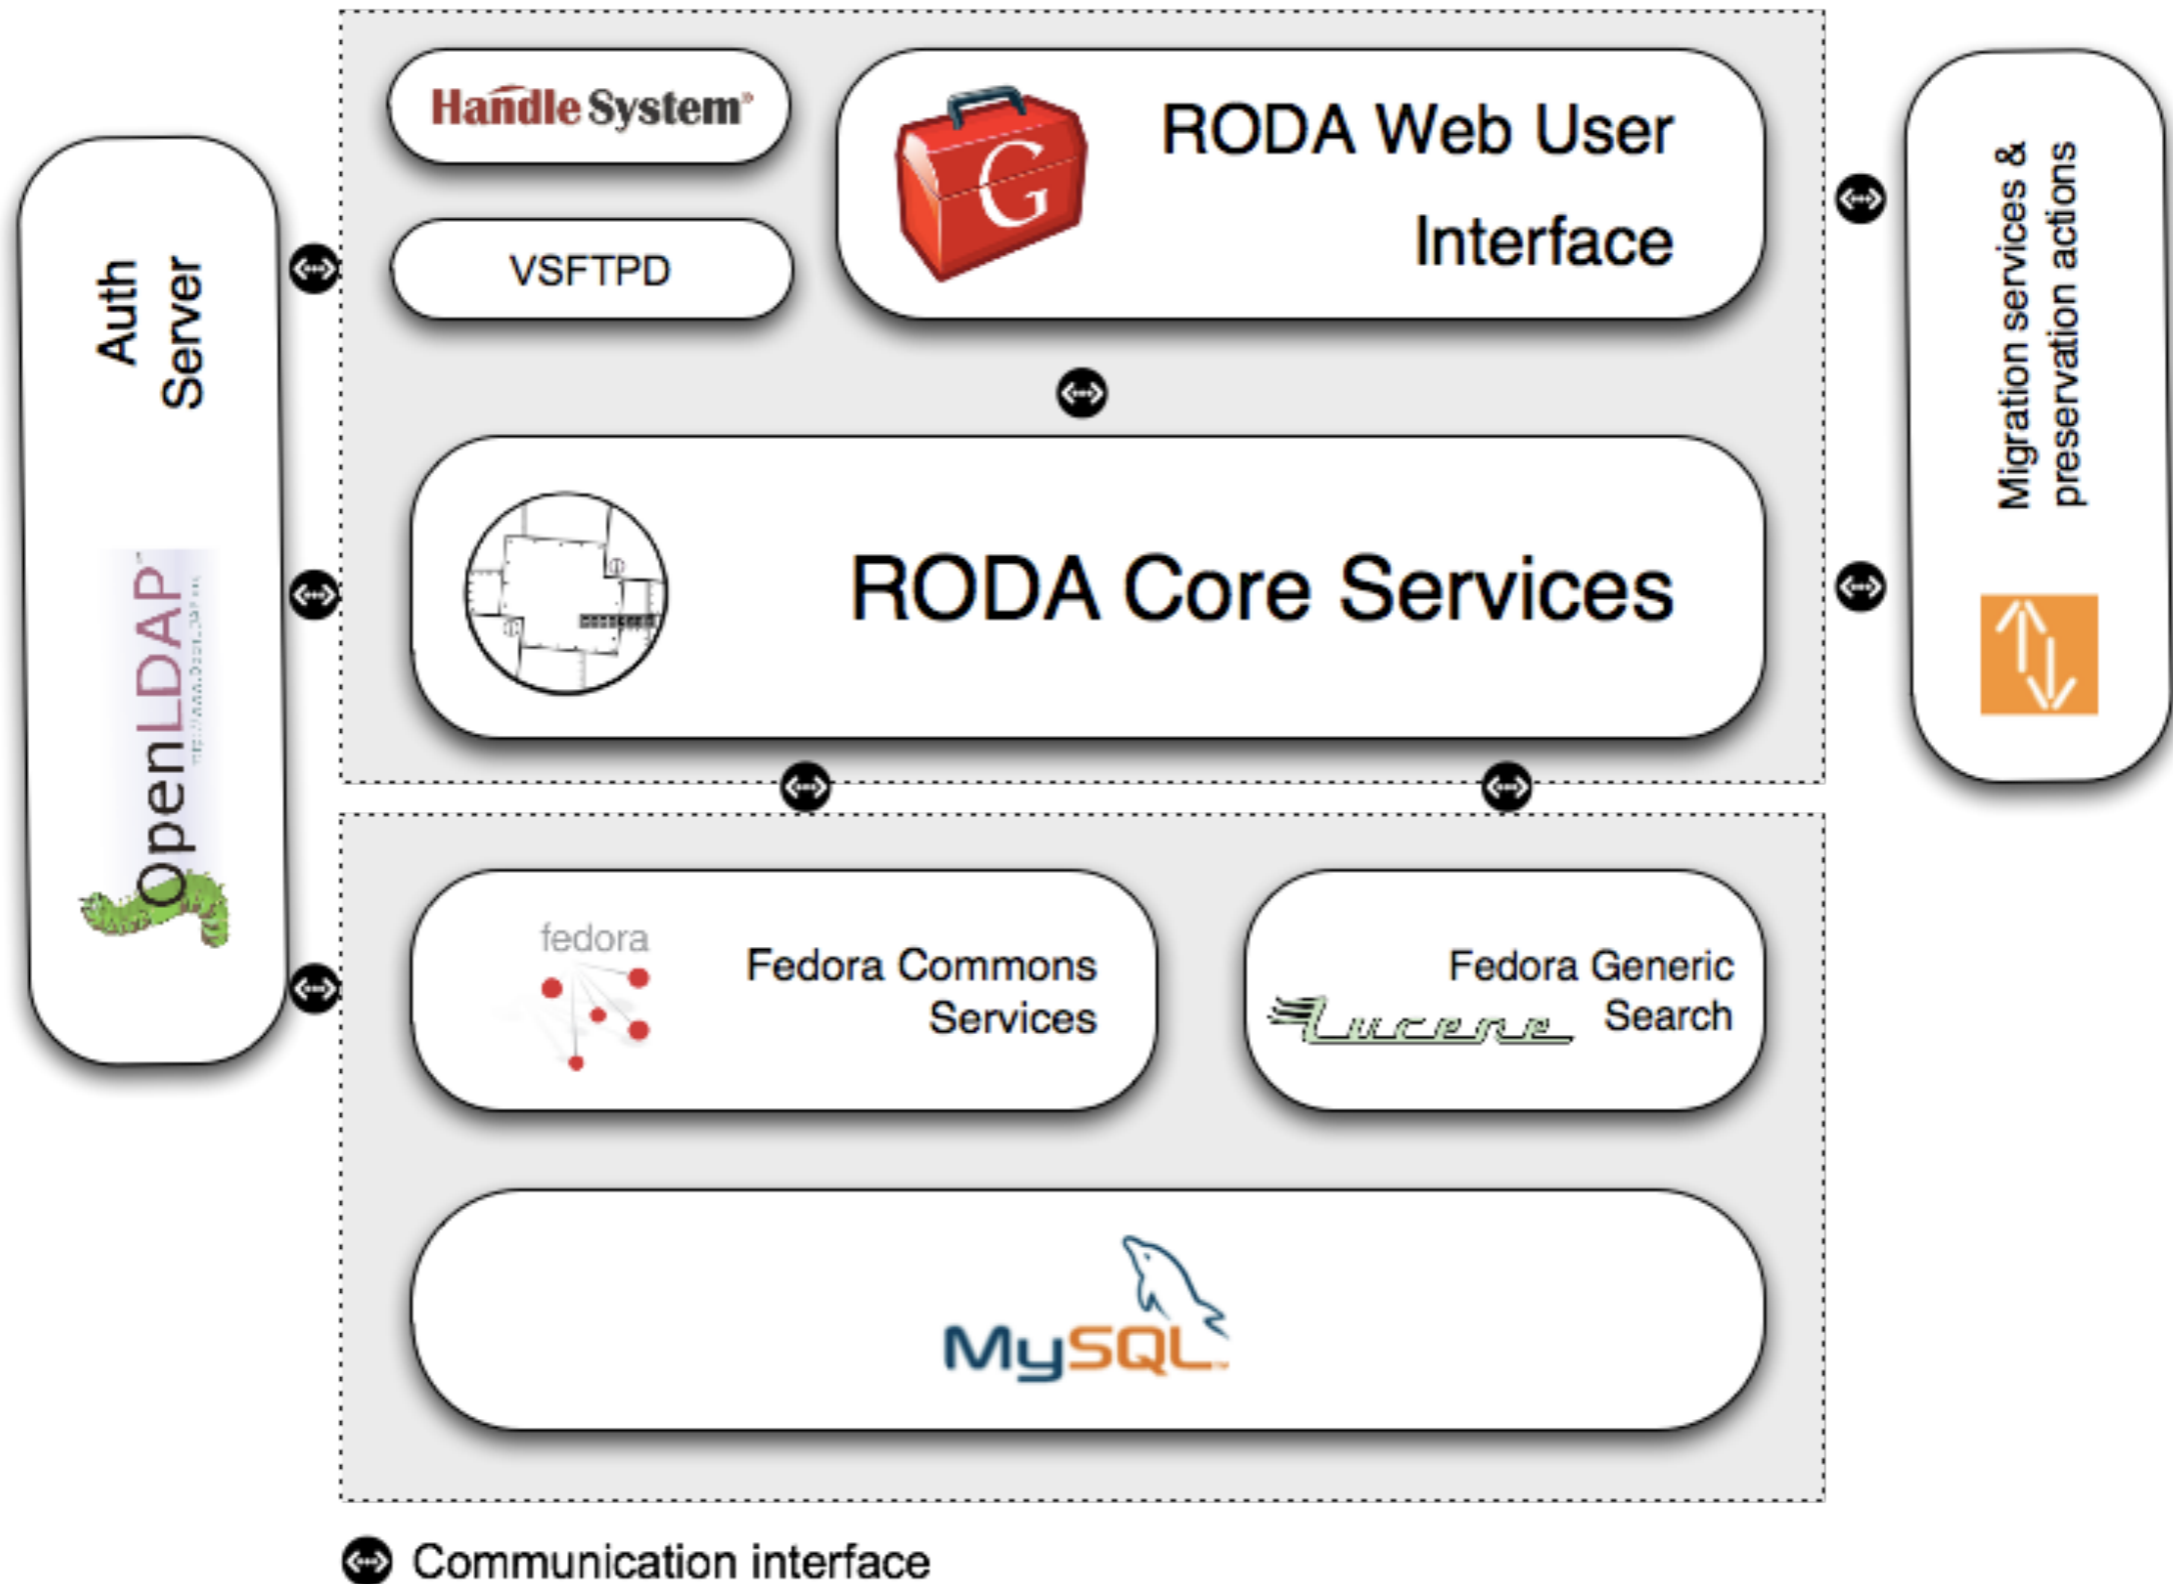 Handle System®
VSFTPD
RODA Web User
Interface
Auth
Server
OpenLDAP
Migration services &
preservation actions
G
RODA Core Services
fedora
Fedora Commons
Services
Fedora Generic
Search
Lucene
MySQL
Communication interface